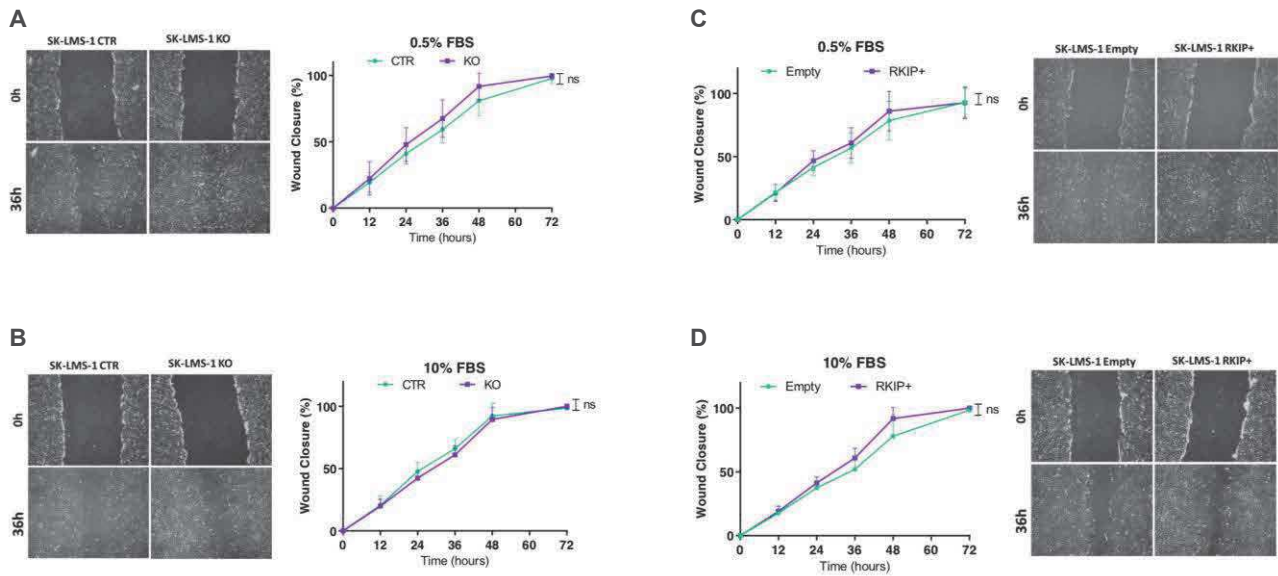 A
SK-LMS-1 CTR SK-LMS-1 KO
0h
36h
0.5% FBS
CTR KO
Wound Closure (%)
100
50
0
0 12 24 36 48 60 72
Time (hours)
ns
C
0.5% FBS
Empty RKIP+
Wound Closure (%)
100
50
0
0 12 24 36 48 60 72
Time (hours)
ns
SK-LMS-1 Empty SK-LMS-1 RKIP+
0h
36h
B
SK-LMS-1 CTR SK-LMS-1 KO
0h
36h
10% FBS
CTR KO
Wound Closure (%)
100
50
0
0 12 24 36 48 60 72
Time (hours)
ns
D
10% FBS
Empty RKIP+
Wound Closure (%)
100
50
0
0 12 24 36 48 60 72
Time (hours)
ns
SK-LMS-1 Empty SK-LMS-1 RKIP+
0h
36h